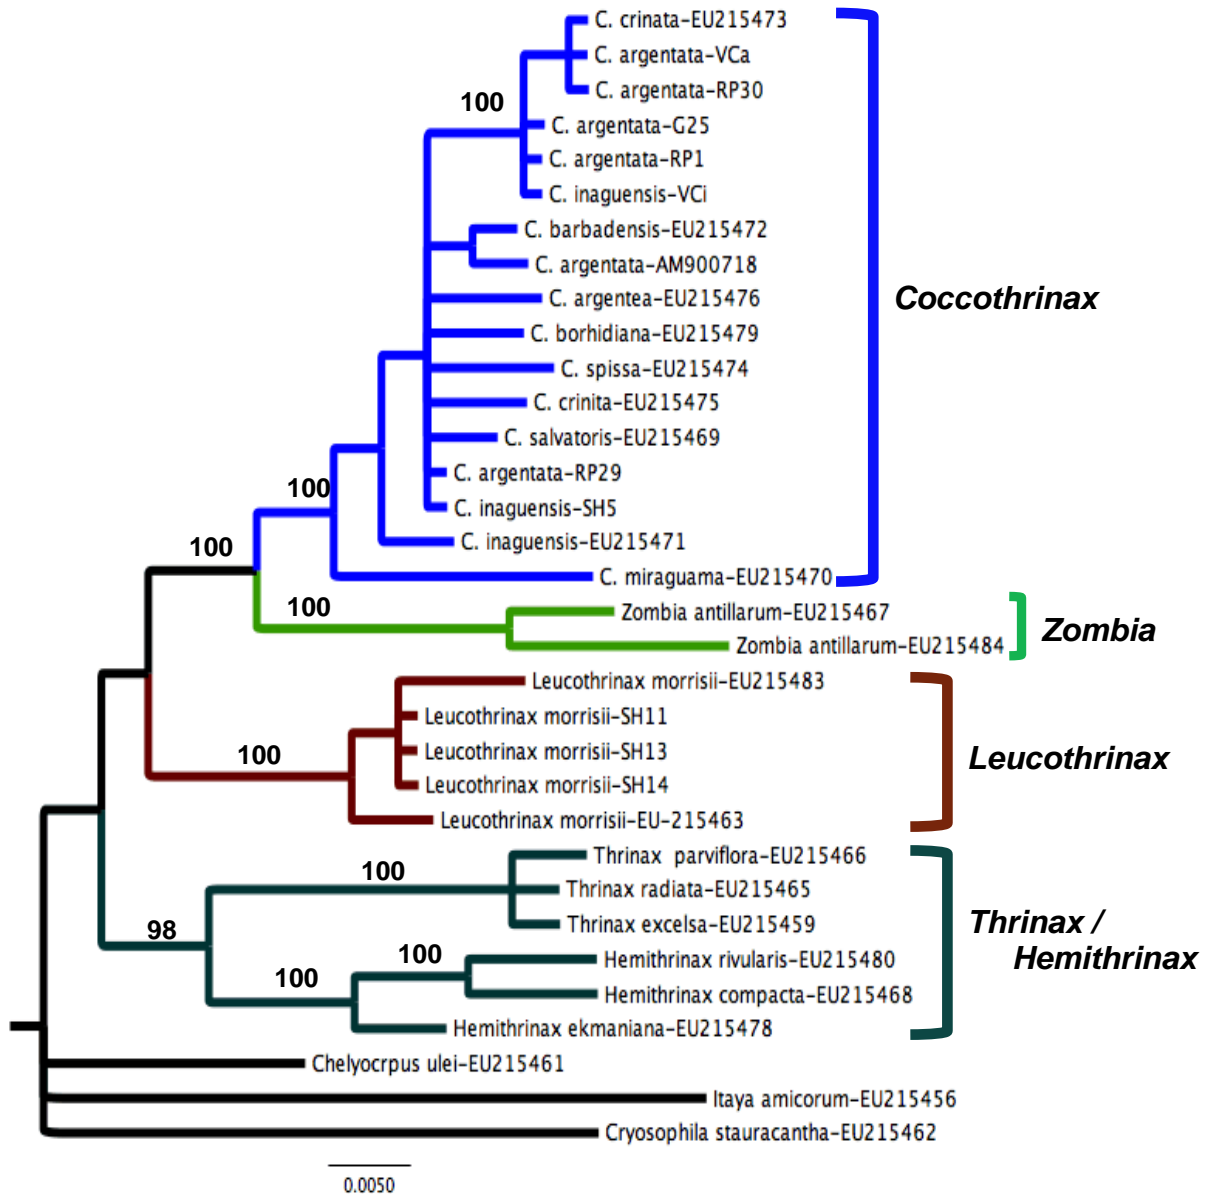 C. crinata-EU215473
C. argentata-VCa
C. argentata-RP30
100
C. argentata-G25
C. argentata-RP1
C. inaguensis-VCi
C. barbadensis-EU215472
C. argentata-AM900718
C. argentea-EU215476
Coccothrinax
C. borhidiana-EU215479
C. spissa-EU215474
C. crinita-EU215475
C. salvatoris-EU215469
C. argentata-RP29
100
C. inaguensis-SH5
C. inaguensis-EU215471
100
C. miraguama-EU215470
100
Zombia antillarum-EU215467
Zombia
Zombia antillarum-EU215484
Leucothrinax morrisii-EU215483
Leucothrinax morrisii-SH11
Leucothrinax morrisii-SH13
100
Leucothrinax
Leucothrinax morrisii-SH14
Leucothrinax morrisii-EU-215463
Thrinax parviflora-EU215466
100
Thrinax radiata-EU215465
Thrinax excelsa-EU215459
Thrinax /
Hemithrinax
98
100
Hemithrinax rivularis-EU215480
100
Hemithrinax compacta-EU215468
Hemithrinax ekmaniana-EU215478
Chelyocrpus ulei-EU215461
Itaya amicorum-EU215456
Cryosophila stauracantha-EU215462
0.0050